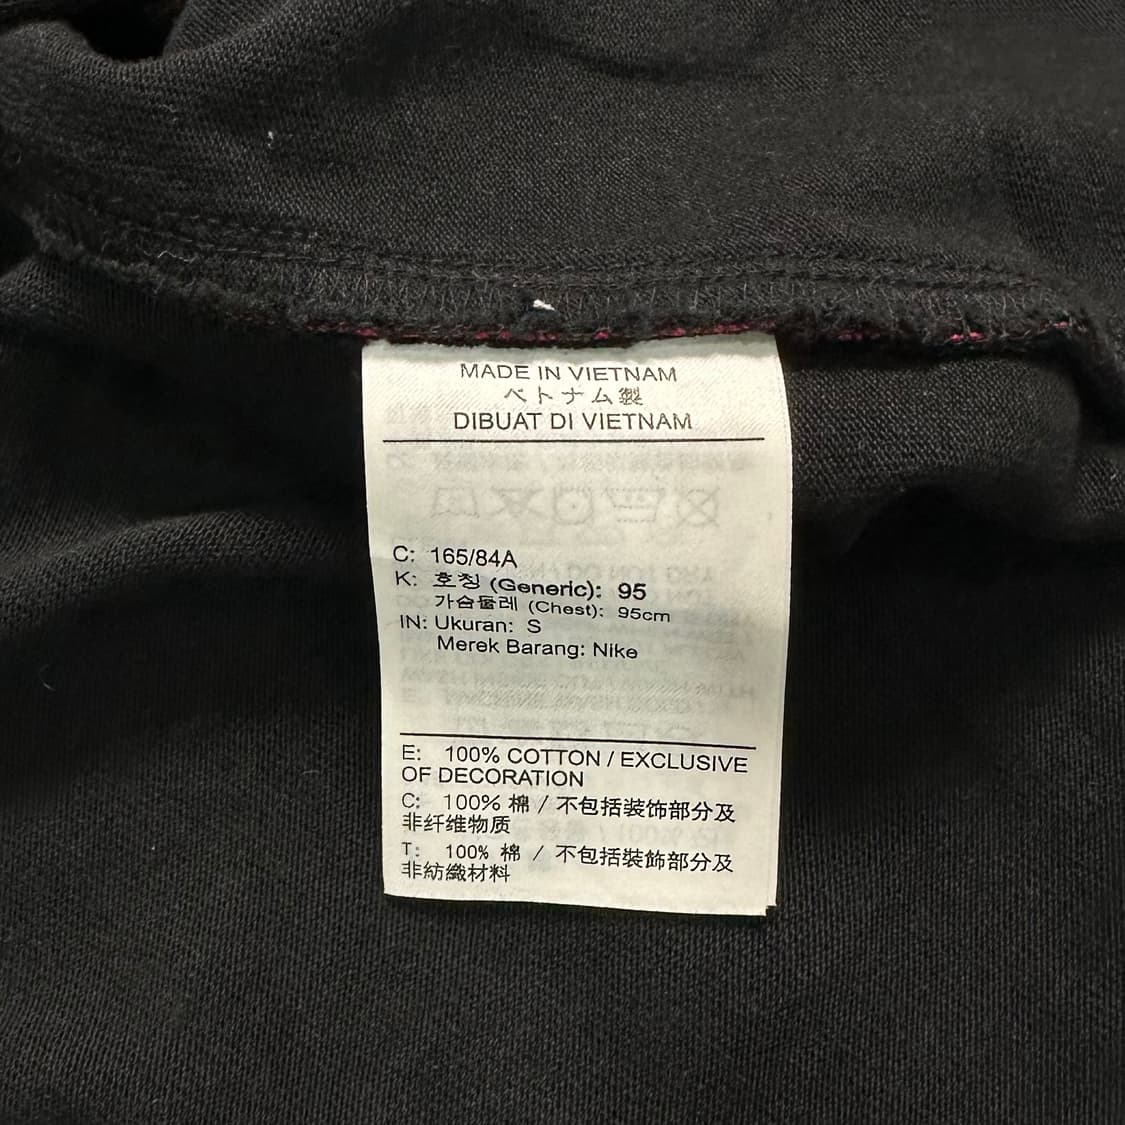 MADE IN VIETNAM
ベトナム製
DIBUAT DI VIETNAM
C: 165/84A
K: 호칭 (Generic): 95
가슴둘레 (Chest): 95cm
IN: Ukuran: S
Merek Barang: Nike
E: 100% COTTON / EXCLUSIVE
OF DECORATION
C: 100% 棉 / 不包括装饰部分及
非纤维物质
T: 100% 棉 / 不包括裝飾部分及
非紡織材料